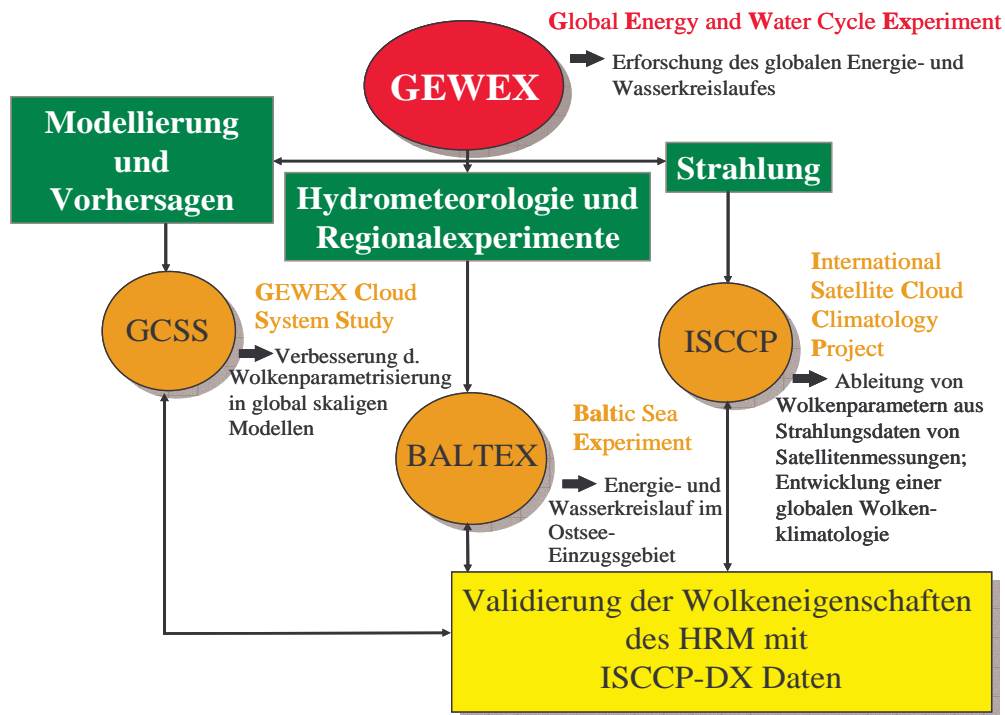 Global Energy and Water Cycle Experiment
GEWEX
Erforschung des globalen Energie- und
Wasserkreislaufes
Modellierung
und
Vorhersagen
Hydrometeorologie und
Regionalexperimente
Strahlung
GCSS
GEWEX Cloud
System Study
Verbesserung d.
Wolkenparametrisierung
in global skaligen
Modellen
BALTEX
Baltic Sea
Experiment
Energie- und
Wasserkreislauf im
Ostsee-
Einzugsgebiet
ISCCP
International
Satellite Cloud
Climatology
Project
Ableitung von
Wolkenparametern aus
Strahlungsdaten von
Satellitenmessungen;
Entwicklung einer
globalen Wolken-
klimatologie
Validierung der Wolkeneigenschaften
des HRM mit
ISCCP-DX Daten